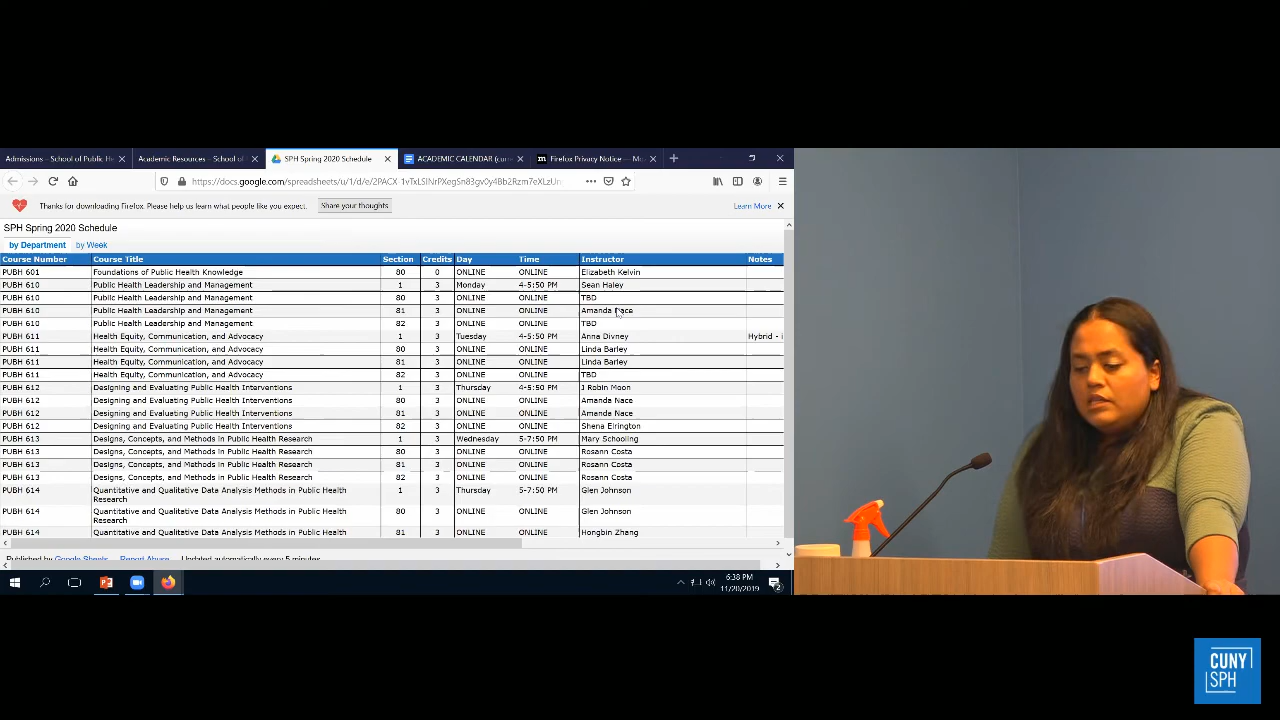 Admissions – School of Public He
Academic Resources – School of
SPH Spring 2020 Schedule
ACADEMIC CALENDAR (curr
Firefox Privacy Notice — Mo
Thanks for downloading Firefox. Please help us learn what people like you expect.
Share your thoughts
Learn More
SPH Spring 2020 Schedule
by Department by Week
Course Number Course Title Section Credits Day Time Instructor Notes
PUBH 601 Foundations of Public Health Knowledge 80 0 ONLINE ONLINE Elizabeth Kelvin
PUBH 610 Public Health Leadership and Management 1 3 Monday 4-5:50 PM Sean Haley
PUBH 610 Public Health Leadership and Management 80 3 ONLINE ONLINE TBD
PUBH 610 Public Health Leadership and Management 81 3 ONLINE ONLINE Amanda Nace
PUBH 610 Public Health Leadership and Management 82 3 ONLINE ONLINE TBD
PUBH 611 Health Equity, Communication, and Advocacy 1 3 Tuesday 4-5:50 PM Anna Divney Hybrid - i
PUBH 611 Health Equity, Communication, and Advocacy 80 3 ONLINE ONLINE Linda Barley
PUBH 611 Health Equity, Communication, and Advocacy 81 3 ONLINE ONLINE Linda Barley
PUBH 611 Health Equity, Communication, and Advocacy 82 3 ONLINE ONLINE TBD
PUBH 612 Designing and Evaluating Public Health Interventions 1 3 Thursday 4-5:50 PM J Robin Moon
PUBH 612 Designing and Evaluating Public Health Interventions 80 3 ONLINE ONLINE Amanda Nace
PUBH 612 Designing and Evaluating Public Health Interventions 81 3 ONLINE ONLINE Amanda Nace
PUBH 612 Designing and Evaluating Public Health Interventions 82 3 ONLINE ONLINE Shena Elrington
PUBH 613 Designs, Concepts, and Methods in Public Health Research 1 3 Wednesday 5-7:50 PM Mary Schooling
PUBH 613 Designs, Concepts, and Methods in Public Health Research 80 3 ONLINE ONLINE Rosann Costa
PUBH 613 Designs, Concepts, and Methods in Public Health Research 81 3 ONLINE ONLINE Rosann Costa
PUBH 613 Designs, Concepts, and Methods in Public Health Research 82 3 ONLINE ONLINE Rosann Costa
PUBH 614 Quantitative and Qualitative Data Analysis Methods in Public Health 1 3 Thursday 5-7:50 PM Glen Johnson
Research
PUBH 614 Quantitative and Qualitative Data Analysis Methods in Public Health 80 3 ONLINE ONLINE Glen Johnson
Research
PUBH 614 Quantitative and Qualitative Data Analysis Methods in Public Health 81 3 ONLINE ONLINE Hongbin Zhang
Published by Google Sheets Report Abuse Updated automatically every 5 minutes
6:38 PM
11/20/2019
2
CUNY
SPH